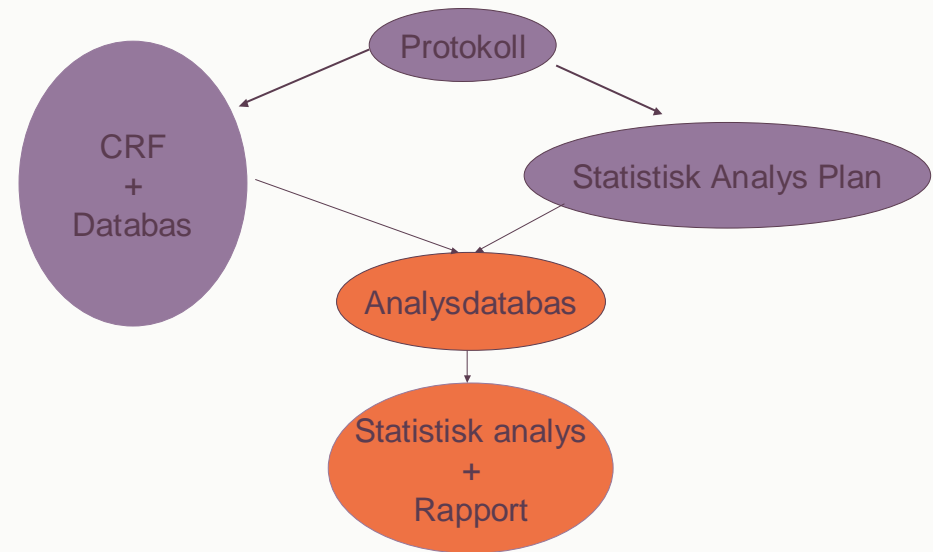 Protokoll
CRF
+
Databas
Statistisk Analys Plan
Analysdatabas
Statistisk analys
+
Rapport